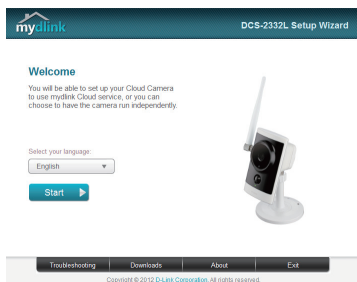 mydlink
DCS-2332L Setup Wizard
Welcome
You will be able to set up your Cloud Camera
to use mydlink Cloud service, or you can
choose to have the camera run independently.
Select your language:
English
Start
Troubleshooting
Downloads
About
Exit
Copyright © 2012 D-Link Corporation. All rights reserved.